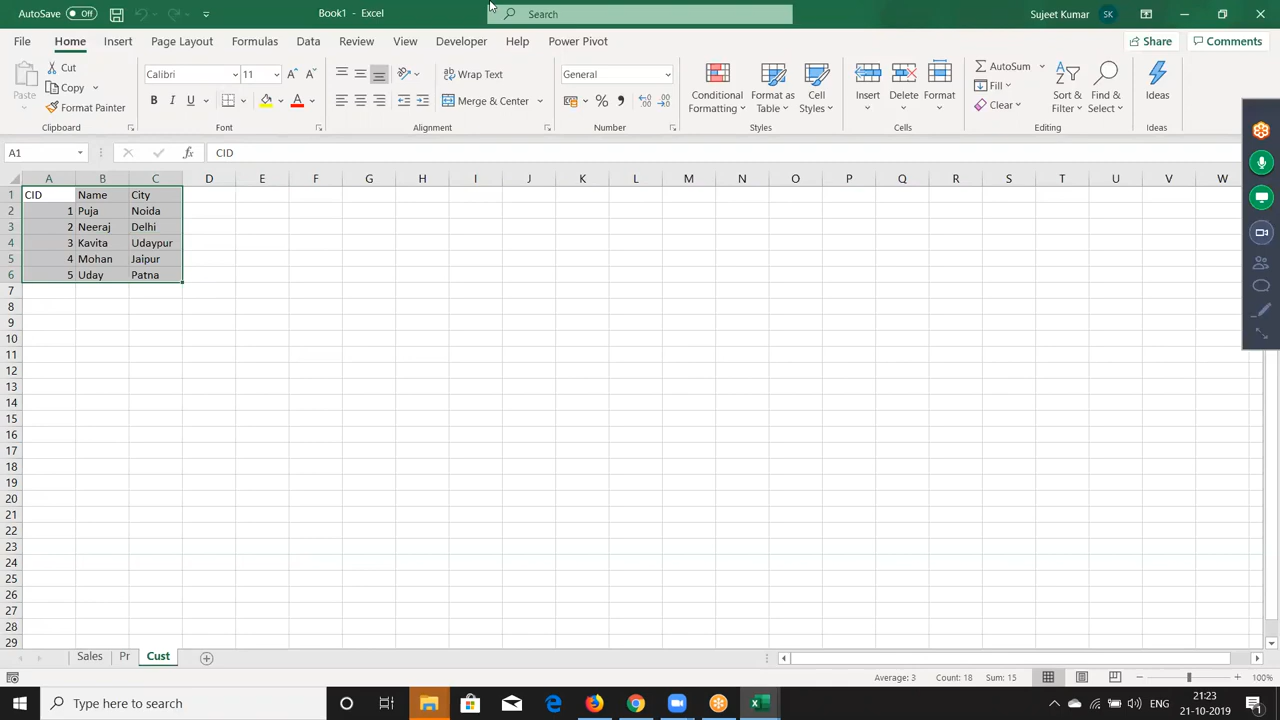 AutoSave Off Book1 - Excel Search Sujeet Kumar SK
File Home Insert Page Layout Formulas Data Review View Developer Help Power Pivot Share Comments
Paste Cut Copy Format Painter Clipboard
Calibri 11 B I U Font
Wrap Text Merge & Center Alignment
General % Number
Conditional Formatting Format as Table Cell Styles Styles
Insert Delete Format Cells
AutoSum Fill Clear Sort & Filter Find & Select Editing
Ideas Ideas
A1 fx CID
A B C D E F G H I J K L M N O P Q R S T U V W
1 CID Name City
2 1 Puja Noida
3 2 Neeraj Delhi
4 3 Kavita Udaypur
5 4 Mohan Jaipur
6 5 Uday Patna
7
8
9
10
11
12
13
14
15
16
17
18
19
20
21
22
23
24
25
26
27
28
29
Sales Pr Cust
Average: 3 Count: 18 Sum: 15 100%
Type here to search ENG 21:23
21-10-2019